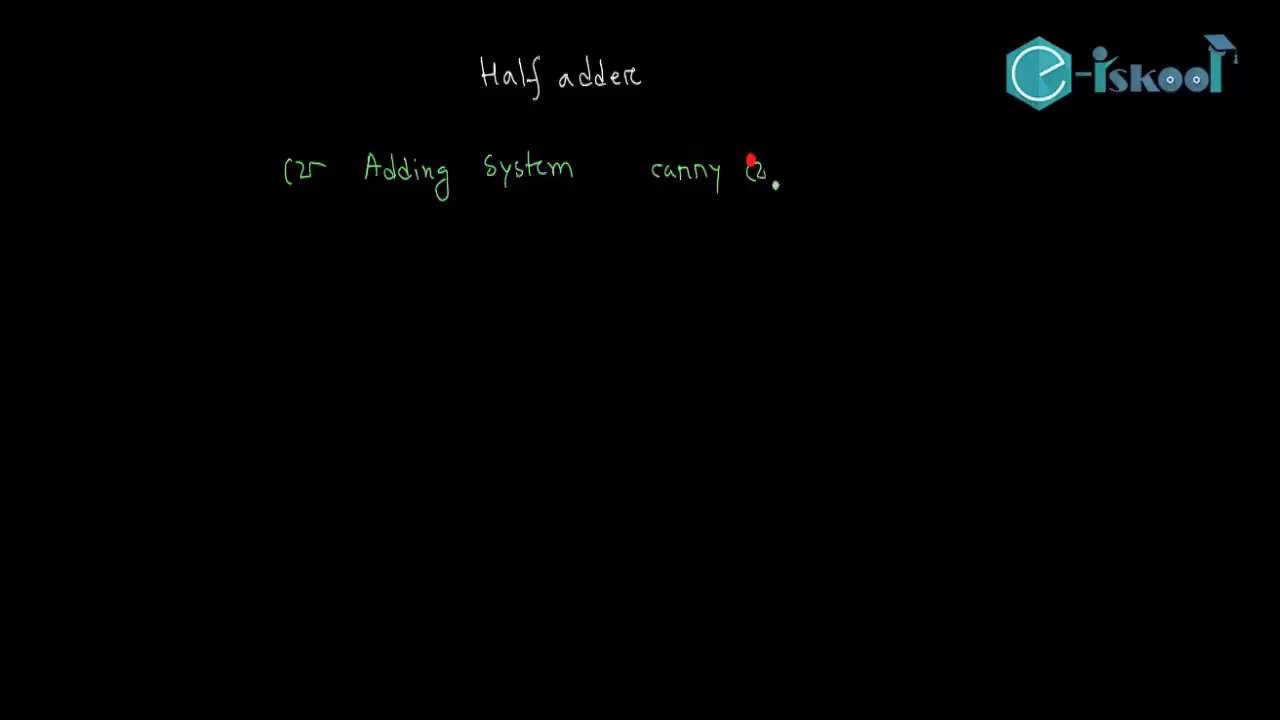 e-iskool
Half adder
যে Adding System carry